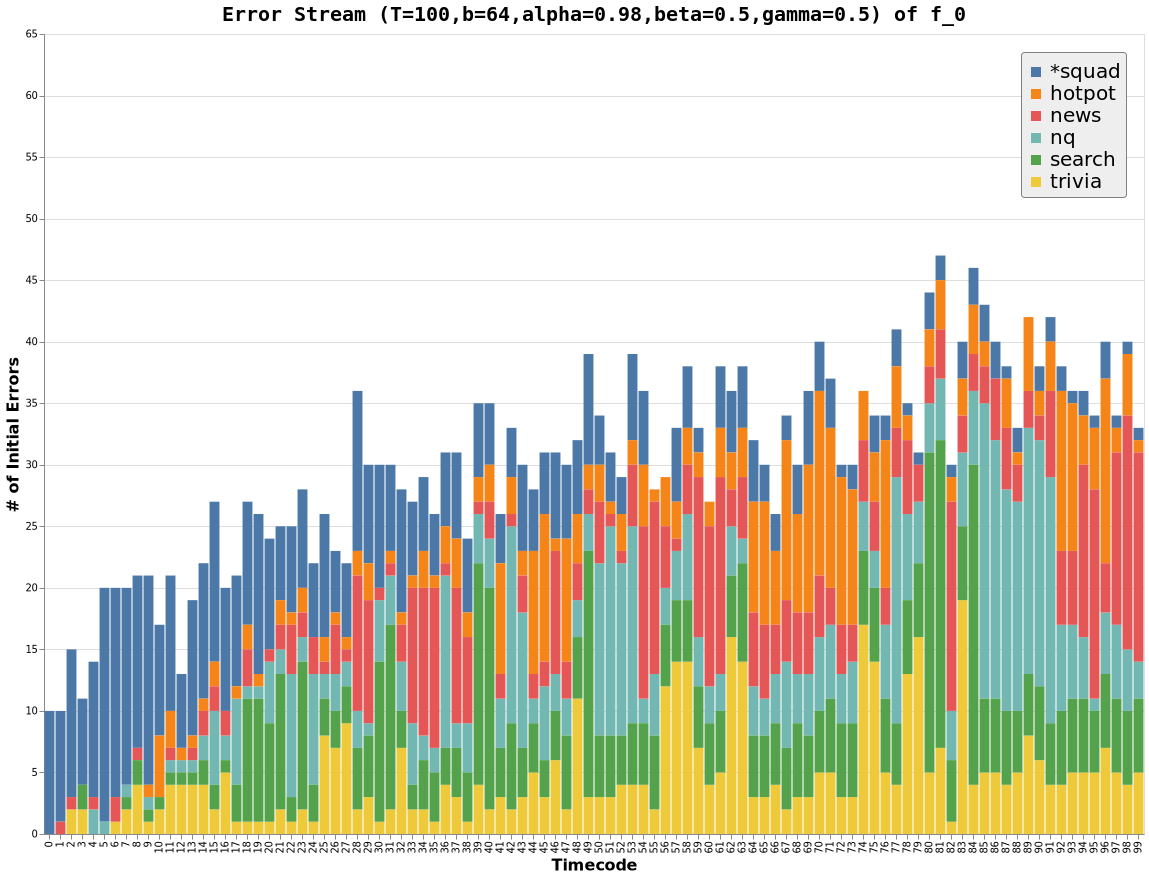 Error Stream (T=100,b=64,alpha=0.98,beta=0.5,gamma=0.5) of f_0
65
60
55
50
45
40
35
30
25
20
15
10
5
0
# of Initial Errors
*squad
hotpot
news
nq
search
trivia
0 1 2 3 4 5 6 7 8 9 10 11 12 13 14 15 16 17 18 19 20 21 22 23 24 25 26 27 28 29 30 31 32 33 34 35 36 37 38 39 40 41 42 43 44 45 46 47 48 49 50 51 52 53 54 55 56 57 58 59 60 61 62 63 64 65 66 67 68 69 70 71 72 73 74 75 76 77 78 79 80 81 82 83 84 85 86 87 88 89 90 91 92 93 94 95 96 97 98 99
Timecode